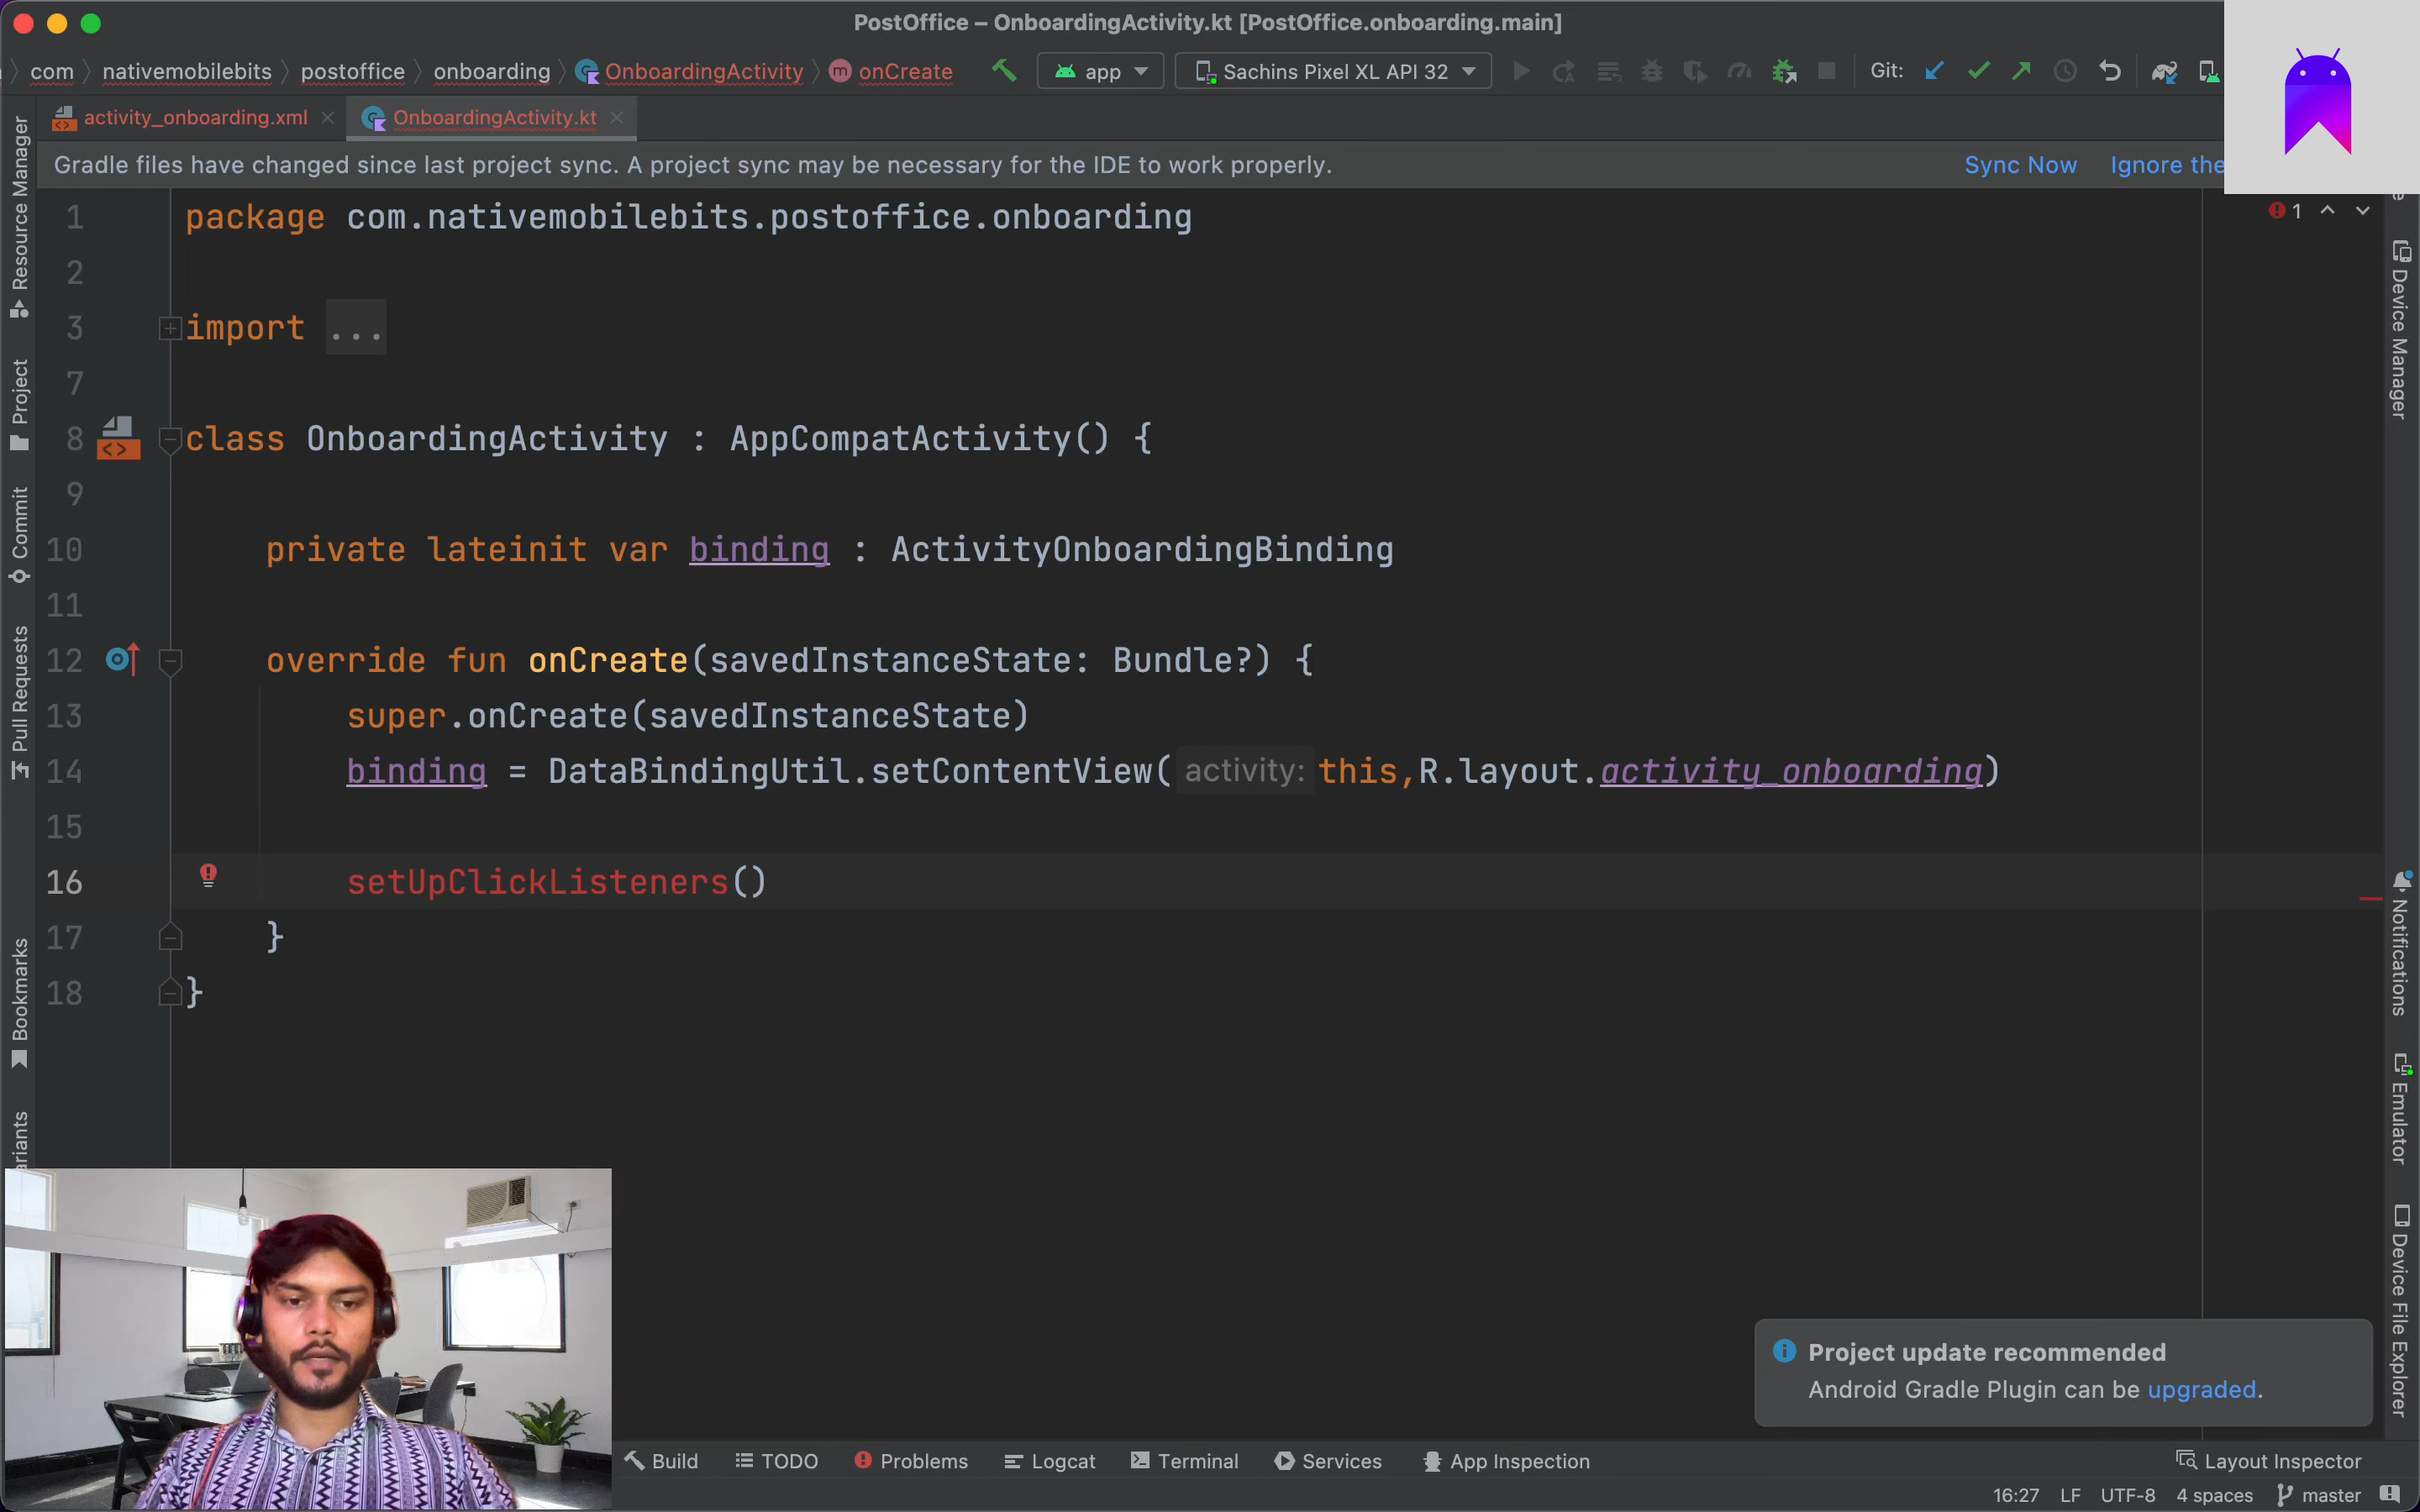 PostOffice – OnboardingActivity.kt [PostOffice.onboarding.main]
com nativemobilebits postoffice onboarding OnboardingActivity onCreate app Sachins Pixel XL API 32 Git:
activity_onboarding.xml OnboardingActivity.kt
Gradle files have changed since last project sync. A project sync may be necessary for the IDE to work properly. Sync Now Ignore the
1
1 package com.nativemobilebits.postoffice.onboarding
2
3 import ...
7
8 class OnboardingActivity : AppCompatActivity() {
9
10 private lateinit var binding : ActivityOnboardingBinding
11
12 override fun onCreate(savedInstanceState: Bundle?) {
13 super.onCreate(savedInstanceState)
14 binding = DataBindingUtil.setContentView( activity: this,R.layout.activity_onboarding)
15
16 setUpClickListeners()
17 }
18 }
Resource Manager
Project
Commit
Pull Requests
Bookmarks
Device Manager
Notifications
Emulator
Device File Explorer
Project update recommended
Android Gradle Plugin can be upgraded.
Build TODO Problems Logcat Terminal Services App Inspection Layout Inspector
16:27 LF UTF-8 4 spaces master